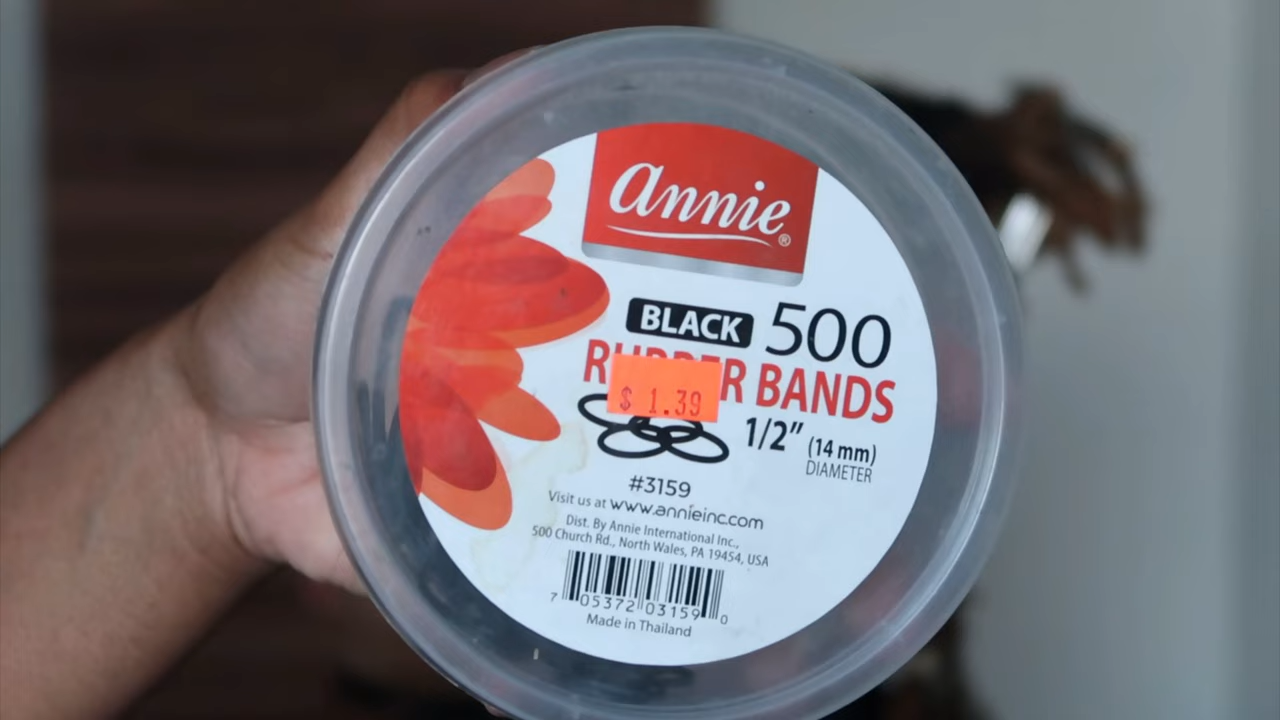 annie®
BLACK 500
BANDS
$ 1.39
1/2" (14 mm)
DIAMETER
#3159
Visit us at www.annieinc.com
Dist. By Annie International Inc.,
500 Church Rd., North Wales, PA 19454, USA
7 05372 03159 0
Made in Thailand